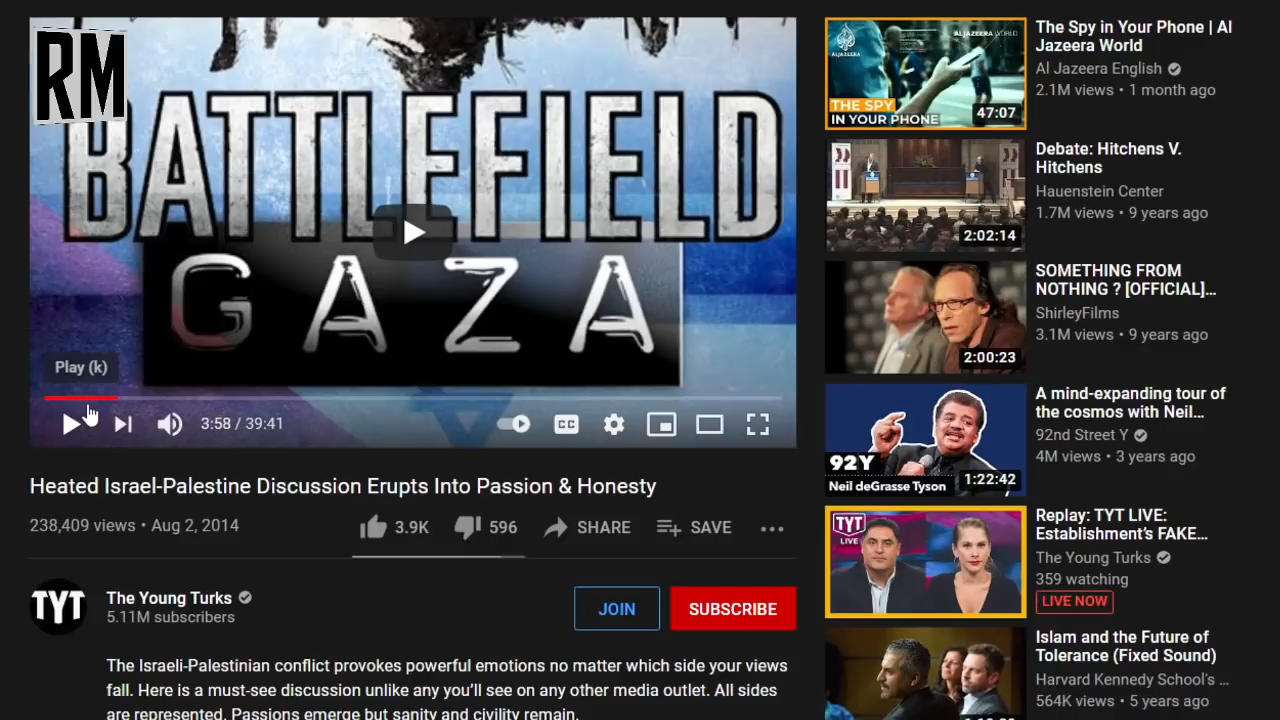 RM
BATTLEFIELD
GAZA
Play (k)
3:58 / 39:41
CC
Heated Israel-Palestine Discussion Erupts Into Passion & Honesty
238,409 views • Aug 2, 2014
3.9K
596
SHARE
SAVE
TYT
The Young Turks
5.11M subscribers
JOIN
SUBSCRIBE
The Israeli-Palestinian conflict provokes powerful emotions no matter which side your views
fall. Here is a must-see discussion unlike any you'll see on any other media outlet. All sides
are represented. Passions emerge but sanity and civility remain.
ALJAZEERA
ALJAZEERA WORLD
THE SPY
IN YOUR PHONE
47:07
The Spy in Your Phone | Al
Jazeera World
Al Jazeera English
2.1M views • 1 month ago
2:02:14
Debate: Hitchens V.
Hitchens
Hauenstein Center
1.7M views • 9 years ago
2:00:23
SOMETHING FROM
NOTHING ? [OFFICIAL]...
ShirleyFilms
3.1M views • 9 years ago
92Y
Neil deGrasse Tyson
1:22:42
A mind-expanding tour of
the cosmos with Neil...
92nd Street Y
4M views • 3 years ago
TYT
LIVE
Replay: TYT LIVE:
Establishment's FAKE...
The Young Turks
359 watching
LIVE NOW
Islam and the Future of
Tolerance (Fixed Sound)
Harvard Kennedy School's ...
564K views • 5 years ago